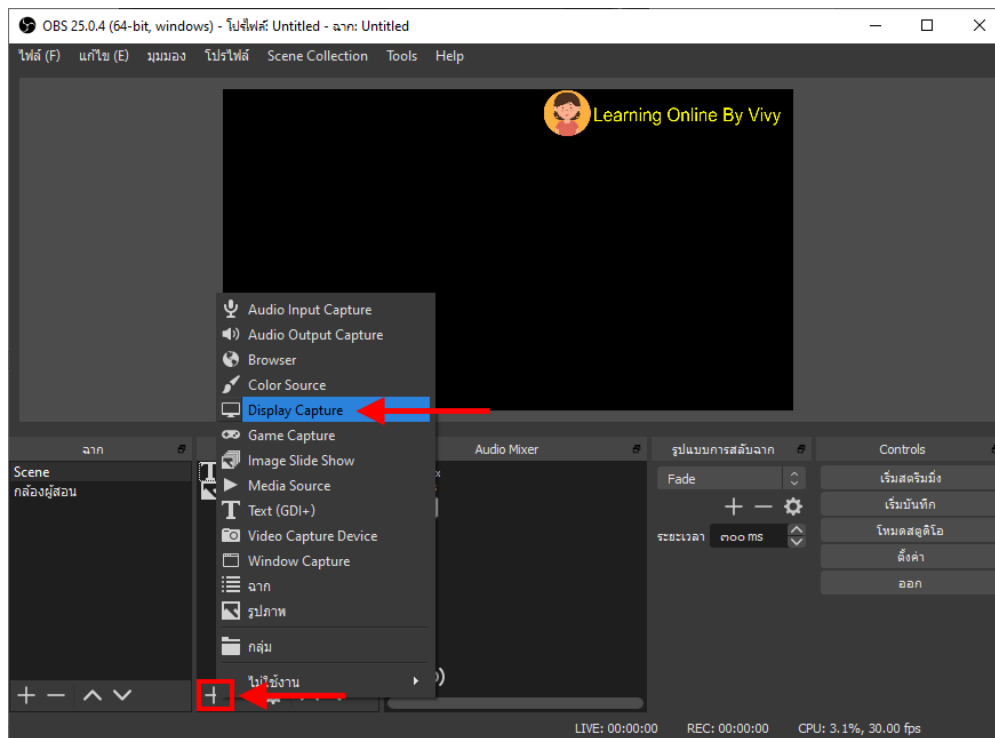 OBS 25.0.4 (64-bit, windows) - โปรไฟล์: Untitled - ฉาก: Untitled
ไฟล์ (F) แก้ไข (E) มุมมอง โปรไฟล์ Scene Collection Tools Help
Learning Online By Vivy
Audio Input Capture
Audio Output Capture
Browser
Color Source
Display Capture
Game Capture
Image Slide Show
Media Source
Text (GDI+)
Video Capture Device
Window Capture
ฉาก
รูปภาพ
กลุ่ม
ไม่ใช้งาน
ฉาก
Scene
กล้องผู้สอน
Audio Mixer
รูปแบบการสลับฉาก
Fade
ระยะเวลา ๓๐๐ ms
Controls
เริ่มสตรีมมิ่ง
เริ่มบันทึก
โหมดสตูดิโอ
ตั้งค่า
ออก
LIVE: 00:00:00 REC: 00:00:00 CPU: 3.1%, 30.00 fps